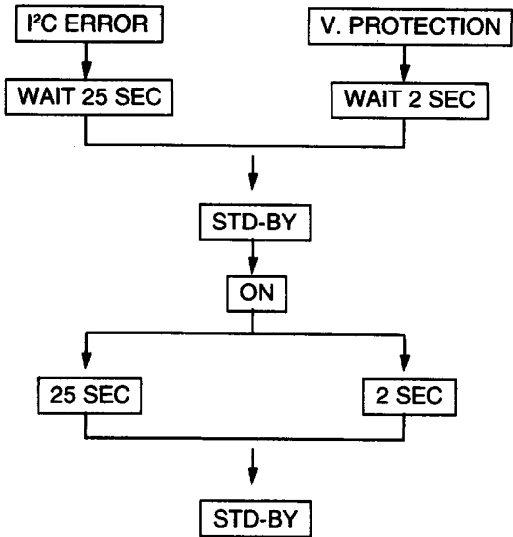 I²C ERROR
V. PROTECTION
WAIT 25 SEC
WAIT 2 SEC
STD-BY
ON
25 SEC
2 SEC
STD-BY